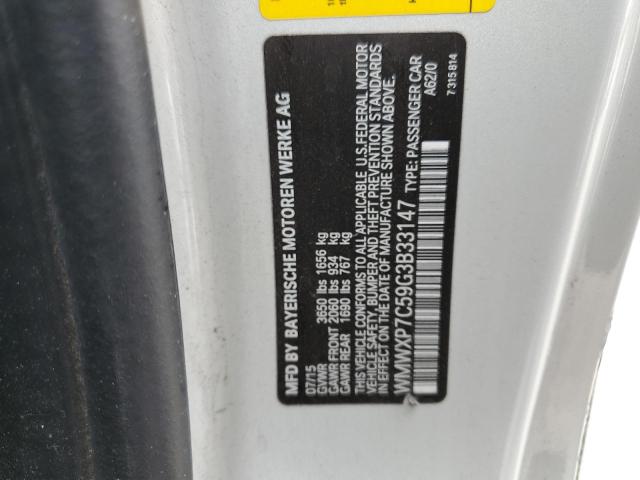 MFD BY BAYERISCHE MOTOREN WERKE AG
07/15
GVWR 3650 lbs 1656 kg
GAWR FRONT 2060 lbs 934 kg
GAWR REAR 1690 lbs 767 kg
THIS VEHICLE CONFORMS TO ALL APPLICABLE U.S. FEDERAL MOTOR
VEHICLE SAFETY, BUMPER AND THEFT PREVENTION STANDARDS
IN EFFECT ON THE DATE OF MANUFACTURE SHOWN ABOVE.
WMWXP7C59G3B33147 TYPE: PASSENGER CAR
A62/0
7 315 814